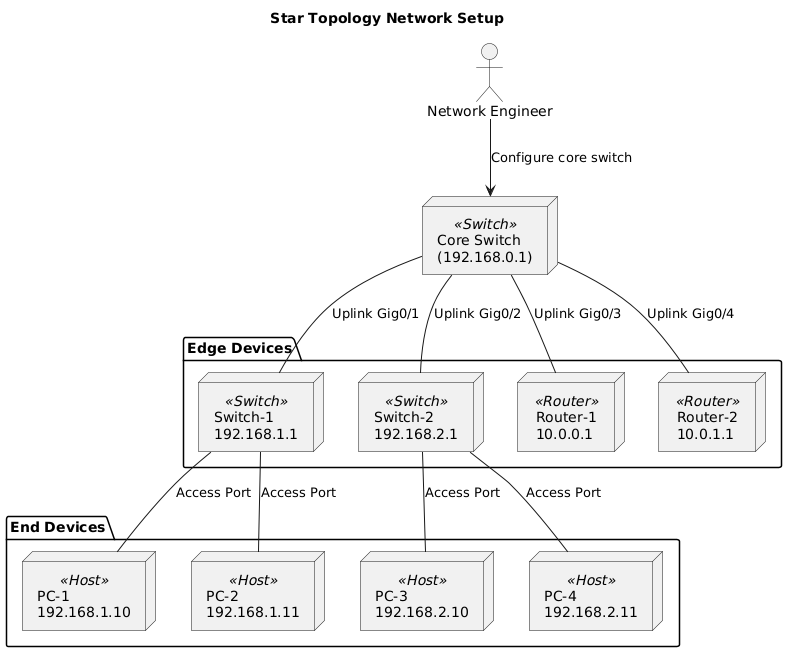 Star Topology Network Setup
Network Engineer
Configure core switch
«Switch»
Core Switch
(192.168.0.1)
Uplink Gig0/1
Uplink Gig0/2
Uplink Gig0/3
Uplink Gig0/4
Edge Devices
«Switch»
Switch-1
192.168.1.1
«Switch»
Switch-2
192.168.2.1
«Router»
Router-1
10.0.0.1
«Router»
Router-2
10.0.1.1
Access Port
Access Port
Access Port
Access Port
End Devices
«Host»
PC-1
192.168.1.10
«Host»
PC-2
192.168.1.11
«Host»
PC-3
192.168.2.10
«Host»
PC-4
192.168.2.11